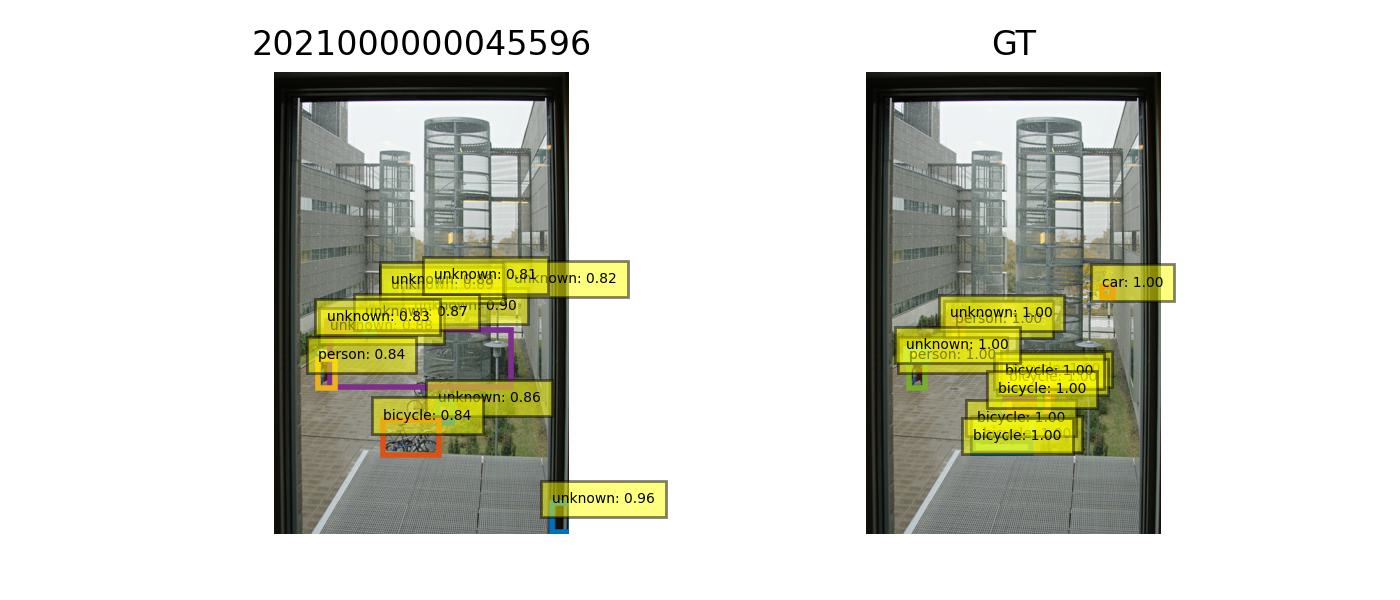 2021000000045596
GT
unknown: 0.81
unknown: 0.82
unknown: 0.89
0.90
unknown: 0.87
unknown: 0.83
unknown: 0.88
person: 0.84
unknown: 0.86
bicycle: 0.84
unknown: 0.96
car: 1.00
unknown: 1.00
person: 1.00
unknown: 1.00
person: 1.00
bicycle: 1.00
bicycle: 1.00
bicycle: 1.00
bicycle: 1.00
bicycle: 1.00